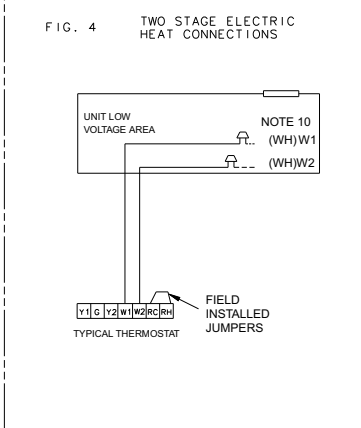 FIG. 4
TWO STAGE ELECTRIC
HEAT CONNECTIONS
UNIT LOW
VOLTAGE AREA
NOTE 10
(WH)W1
(WH)W2
FIELD
INSTALLED
JUMPERS
Y1 G Y2 W1 W2 RC RH
TYPICAL THERMOSTAT